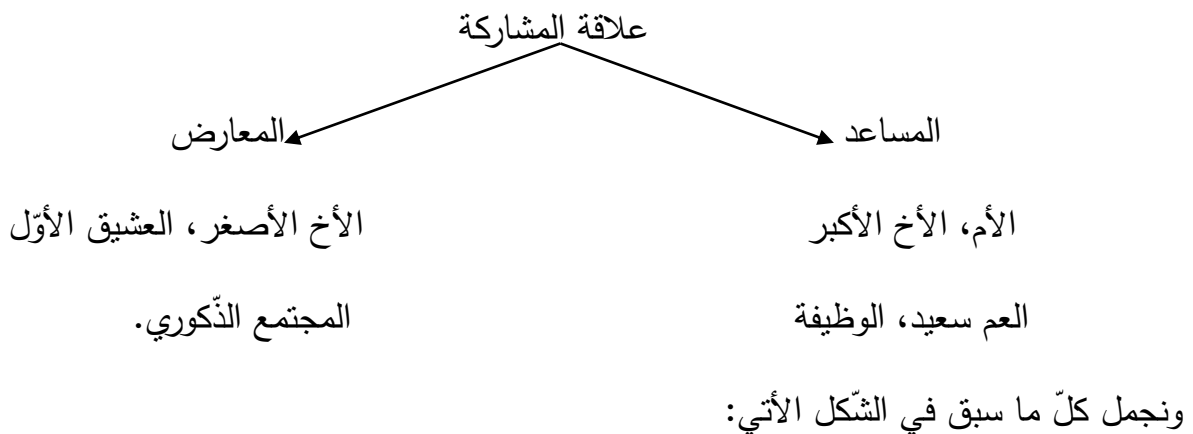 علاقة المشاركة
المساعد المعارض
الأم، الأخ الأكبر الأخ الأصغر، العشيق الأوّل
العم سعيد، الوظيفة المجتمع الذّكوري.
ونجمل كلّ ما سبق في الشّكل الأتي: